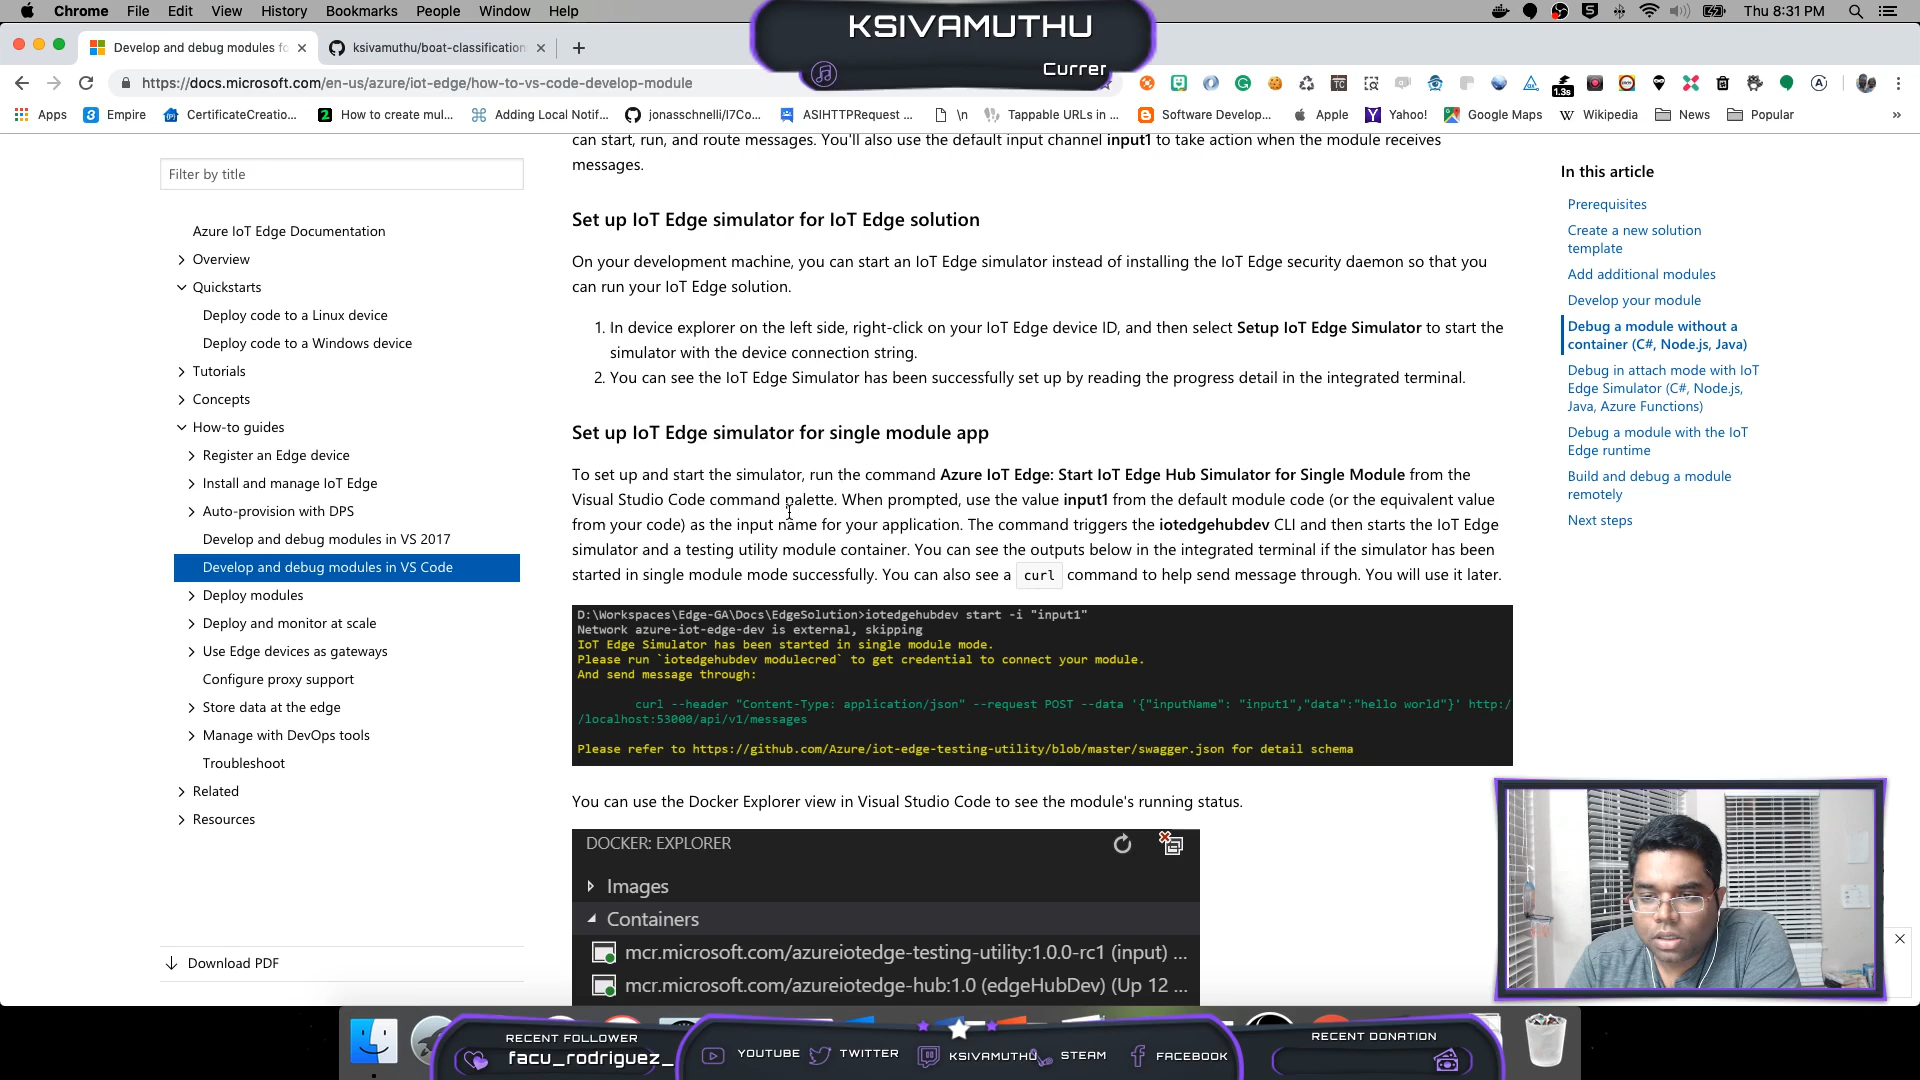 Chrome File Edit View History Bookmarks People Window Help
Thu 8:31 PM
KSIVAMUTHU
Currer
Develop and debug modules fo
ksivamuthu/boat-classification
https://docs.microsoft.com/en-us/azure/iot-edge/how-to-vs-code-develop-module
1.3s
Apps Empire CertificateCreatio... How to create mul... Adding Local Notif... jonasschnelli/I7Co... ASIHTTPRequest ... \n Tappable URLs in ... Software Develop... Apple Yahoo! Google Maps Wikipedia News Popular
Filter by title
Azure IoT Edge Documentation
Overview
Quickstarts
Deploy code to a Linux device
Deploy code to a Windows device
Tutorials
Concepts
How-to guides
Register an Edge device
Install and manage IoT Edge
Auto-provision with DPS
Develop and debug modules in VS 2017
Develop and debug modules in VS Code
Deploy modules
Deploy and monitor at scale
Use Edge devices as gateways
Configure proxy support
Store data at the edge
Manage with DevOps tools
Troubleshoot
Related
Resources
Download PDF
can start, run, and route messages. You'll also use the default input channel input1 to take action when the module receives
messages.
Set up IoT Edge simulator for IoT Edge solution
On your development machine, you can start an IoT Edge simulator instead of installing the IoT Edge security daemon so that you
can run your IoT Edge solution.
1. In device explorer on the left side, right-click on your IoT Edge device ID, and then select Setup IoT Edge Simulator to start the
simulator with the device connection string.
2. You can see the IoT Edge Simulator has been successfully set up by reading the progress detail in the integrated terminal.
Set up IoT Edge simulator for single module app
To set up and start the simulator, run the command Azure IoT Edge: Start IoT Edge Hub Simulator for Single Module from the
Visual Studio Code command palette. When prompted, use the value input1 from the default module code (or the equivalent value
from your code) as the input name for your application. The command triggers the iotedgehubdev CLI and then starts the IoT Edge
simulator and a testing utility module container. You can see the outputs below in the integrated terminal if the simulator has been
started in single module mode successfully. You can also see a curl command to help send message through. You will use it later.
D:\Workspaces\Edge-GA\Docs\EdgeSolution>iotedgehubdev start -i "input1"
Network azure-iot-edge-dev is external, skipping
IoT Edge Simulator has been started in single module mode.
Please run `iotedgehubdev modulecred` to get credential to connect your module.
And send message through:
curl --header "Content-Type: application/json" --request POST --data '{"inputName": "input1","data":"hello world"}' http:/
/localhost:53000/api/v1/messages
Please refer to https://github.com/Azure/iot-edge-testing-utility/blob/master/swagger.json for detail schema
You can use the Docker Explorer view in Visual Studio Code to see the module's running status.
DOCKER: EXPLORER
Images
Containers
mcr.microsoft.com/azureiotedge-testing-utility:1.0.0-rc1 (input) ...
mcr.microsoft.com/azureiotedge-hub:1.0 (edgeHubDev) (Up 12 ...
In this article
Prerequisites
Create a new solution
template
Add additional modules
Develop your module
Debug a module without a
container (C#, Node.js, Java)
Debug in attach mode with IoT
Edge Simulator (C#, Node.js,
Java, Azure Functions)
Debug a module with the IoT
Edge runtime
Build and debug a module
remotely
Next steps
RECENT FOLLOWER
facu_rodriguez_
YOUTUBE TWITTER KSIVAMUTHU STEAM FACEBOOK
RECENT DONATION